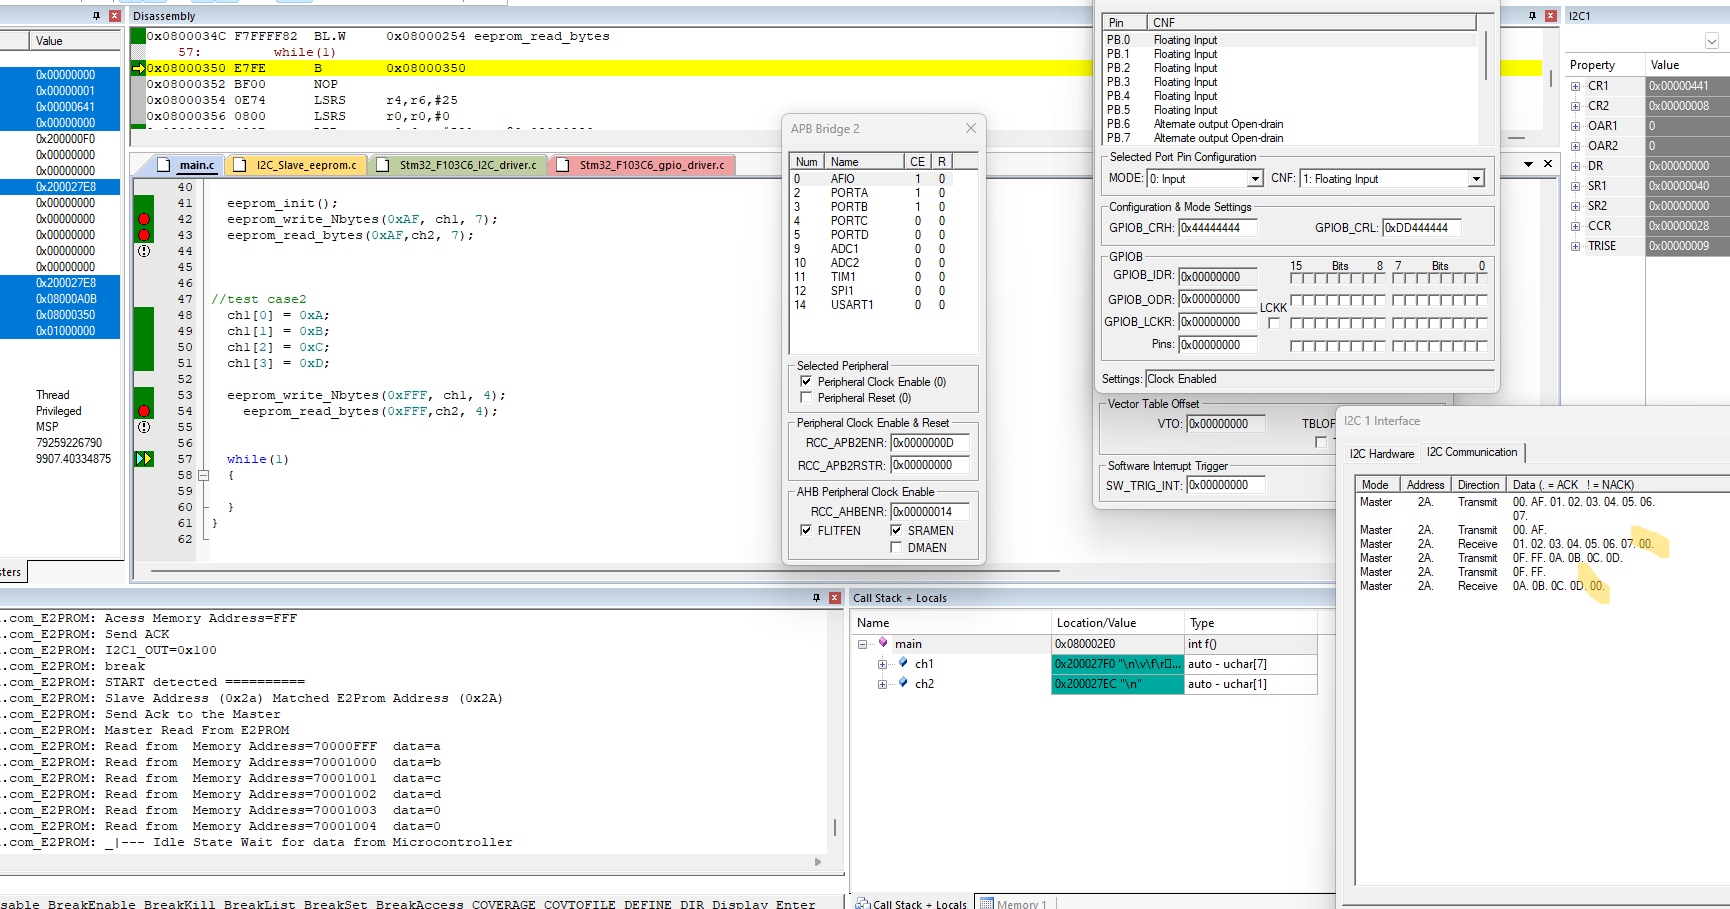 Value
0x00000000
0x00000001
0x00000641
0x00000000
0x200000F0
0x00000000
0x00000000
0x200027E8
0x00000000
0x00000000
0x00000000
0x00000000
0x00000000
0x200027E8
0x08000A0B
0x08000350
0x01000000
Thread
Privileged
MSP
79259226790
9907.40334875
sters
Disassembly
0x0800034C F7FFFF82 BL.W 0x08000254 eeprom_read_bytes
57: while(1)
0x08000350 E7FE B 0x08000350
0x08000352 BF00 NOP
0x08000354 0E74 LSRS r4,r6,#25
0x08000356 0800 LSRS r0,r0,#0
main.c I2C_Slave_eeprom.c Stm32_F103C6_I2C_driver.c Stm32_F103C6_gpio_driver.c
40
41 eeprom_init();
42 eeprom_write_Nbytes(0xAF, ch1, 7);
43 eeprom_read_bytes(0xAF,ch2, 7);
44
45
46
47 //test case2
48 ch1[0] = 0xA;
49 ch1[1] = 0xB;
50 ch1[2] = 0xC;
51 ch1[3] = 0xD;
52
53 eeprom_write_Nbytes(0xFFF, ch1, 4);
54 eeprom_read_bytes(0xFFF,ch2, 4);
55
56
57 while(1)
58 {
59
60 }
61 }
62
APB Bridge 2
Num Name CE R
0 AFIO 1 0
2 PORTA 1 0
3 PORTB 1 0
4 PORTC 0 0
5 PORTD 0 0
9 ADC1 0 0
10 ADC2 0 0
11 TIM1 0 0
12 SPI1 0 0
14 USART1 0 0
Selected Peripheral
Peripheral Clock Enable (0)
Peripheral Reset (0)
Peripheral Clock Enable & Reset
RCC_APB2ENR: 0x0000000D
RCC_APB2RSTR: 0x00000000
AHB Peripheral Clock Enable
RCC_AHBENR: 0x00000014
FLITFEN SRAMEN
DMAEN
Pin CNF
PB.0 Floating Input
PB.1 Floating Input
PB.2 Floating Input
PB.3 Floating Input
PB.4 Floating Input
PB.5 Floating Input
PB.6 Alternate output Open-drain
PB.7 Alternate output Open-drain
Selected Port Pin Configuration
MODE: 0: Input CNF: 1: Floating Input
Configuration & Mode Settings
GPIOB_CRH: 0x44444444 GPIOB_CRL: 0xDD444444
GPIOB
15 Bits 8 7 Bits 0
GPIOB_IDR: 0x00000000
GPIOB_ODR: 0x00000000
LCKK
GPIOB_LCKR: 0x00000000
Pins: 0x00000000
Settings: Clock Enabled
Vector Table Offset
VTO: 0x00000000 TBLOF
Software Interrupt Trigger
SW_TRIG_INT: 0x00000000
I2C1
Property Value
CR1 0x00000441
CR2 0x00000008
OAR1 0
OAR2 0
DR 0x00000000
SR1 0x00000040
SR2 0x00000000
CCR 0x00000028
TRISE 0x00000009
I2C 1 Interface
I2C Hardware I2C Communication
Mode Address Direction Data (. = ACK ! = NACK)
Master 2A. Transmit 00. AF. 01. 02. 03. 04. 05. 06.
07.
Master 2A. Transmit 00. AF.
Master 2A. Receive 01. 02. 03. 04. 05. 06. 07. 00.
Master 2A. Transmit 0F. FF. 0A. 0B. 0C. 0D.
Master 2A. Transmit 0F. FF.
Master 2A. Receive 0A. 0B. 0C. 0D. 00.
.com_E2PROM: Acess Memory Address=FFF
.com_E2PROM: Send ACK
.com_E2PROM: I2C1_OUT=0x100
.com_E2PROM: break
.com_E2PROM: START detected ==========
.com_E2PROM: Slave Address (0x2a) Matched E2Prom Address (0x2A)
.com_E2PROM: Send Ack to the Master
.com_E2PROM: Master Read From E2PROM
.com_E2PROM: Read from Memory Address=70000FFF data=a
.com_E2PROM: Read from Memory Address=70001000 data=b
.com_E2PROM: Read from Memory Address=70001001 data=c
.com_E2PROM: Read from Memory Address=70001002 data=d
.com_E2PROM: Read from Memory Address=70001003 data=0
.com_E2PROM: Read from Memory Address=70001004 data=0
.com_E2PROM: _|--- Idle State Wait for data from Microcontroller
sable BreakEnable BreakKill BreakList BreakSet BreakAccess COVERAGE COVTOFILE DEFINE DIR Display Enter
Call Stack + Locals
Name Location/Value Type
main 0x080002E0 int f()
ch1 0x200027F0 "\n\v\f\r... auto - uchar[7]
ch2 0x200027EC "\n" auto - uchar[1]
Call Stack + Locals Memory 1